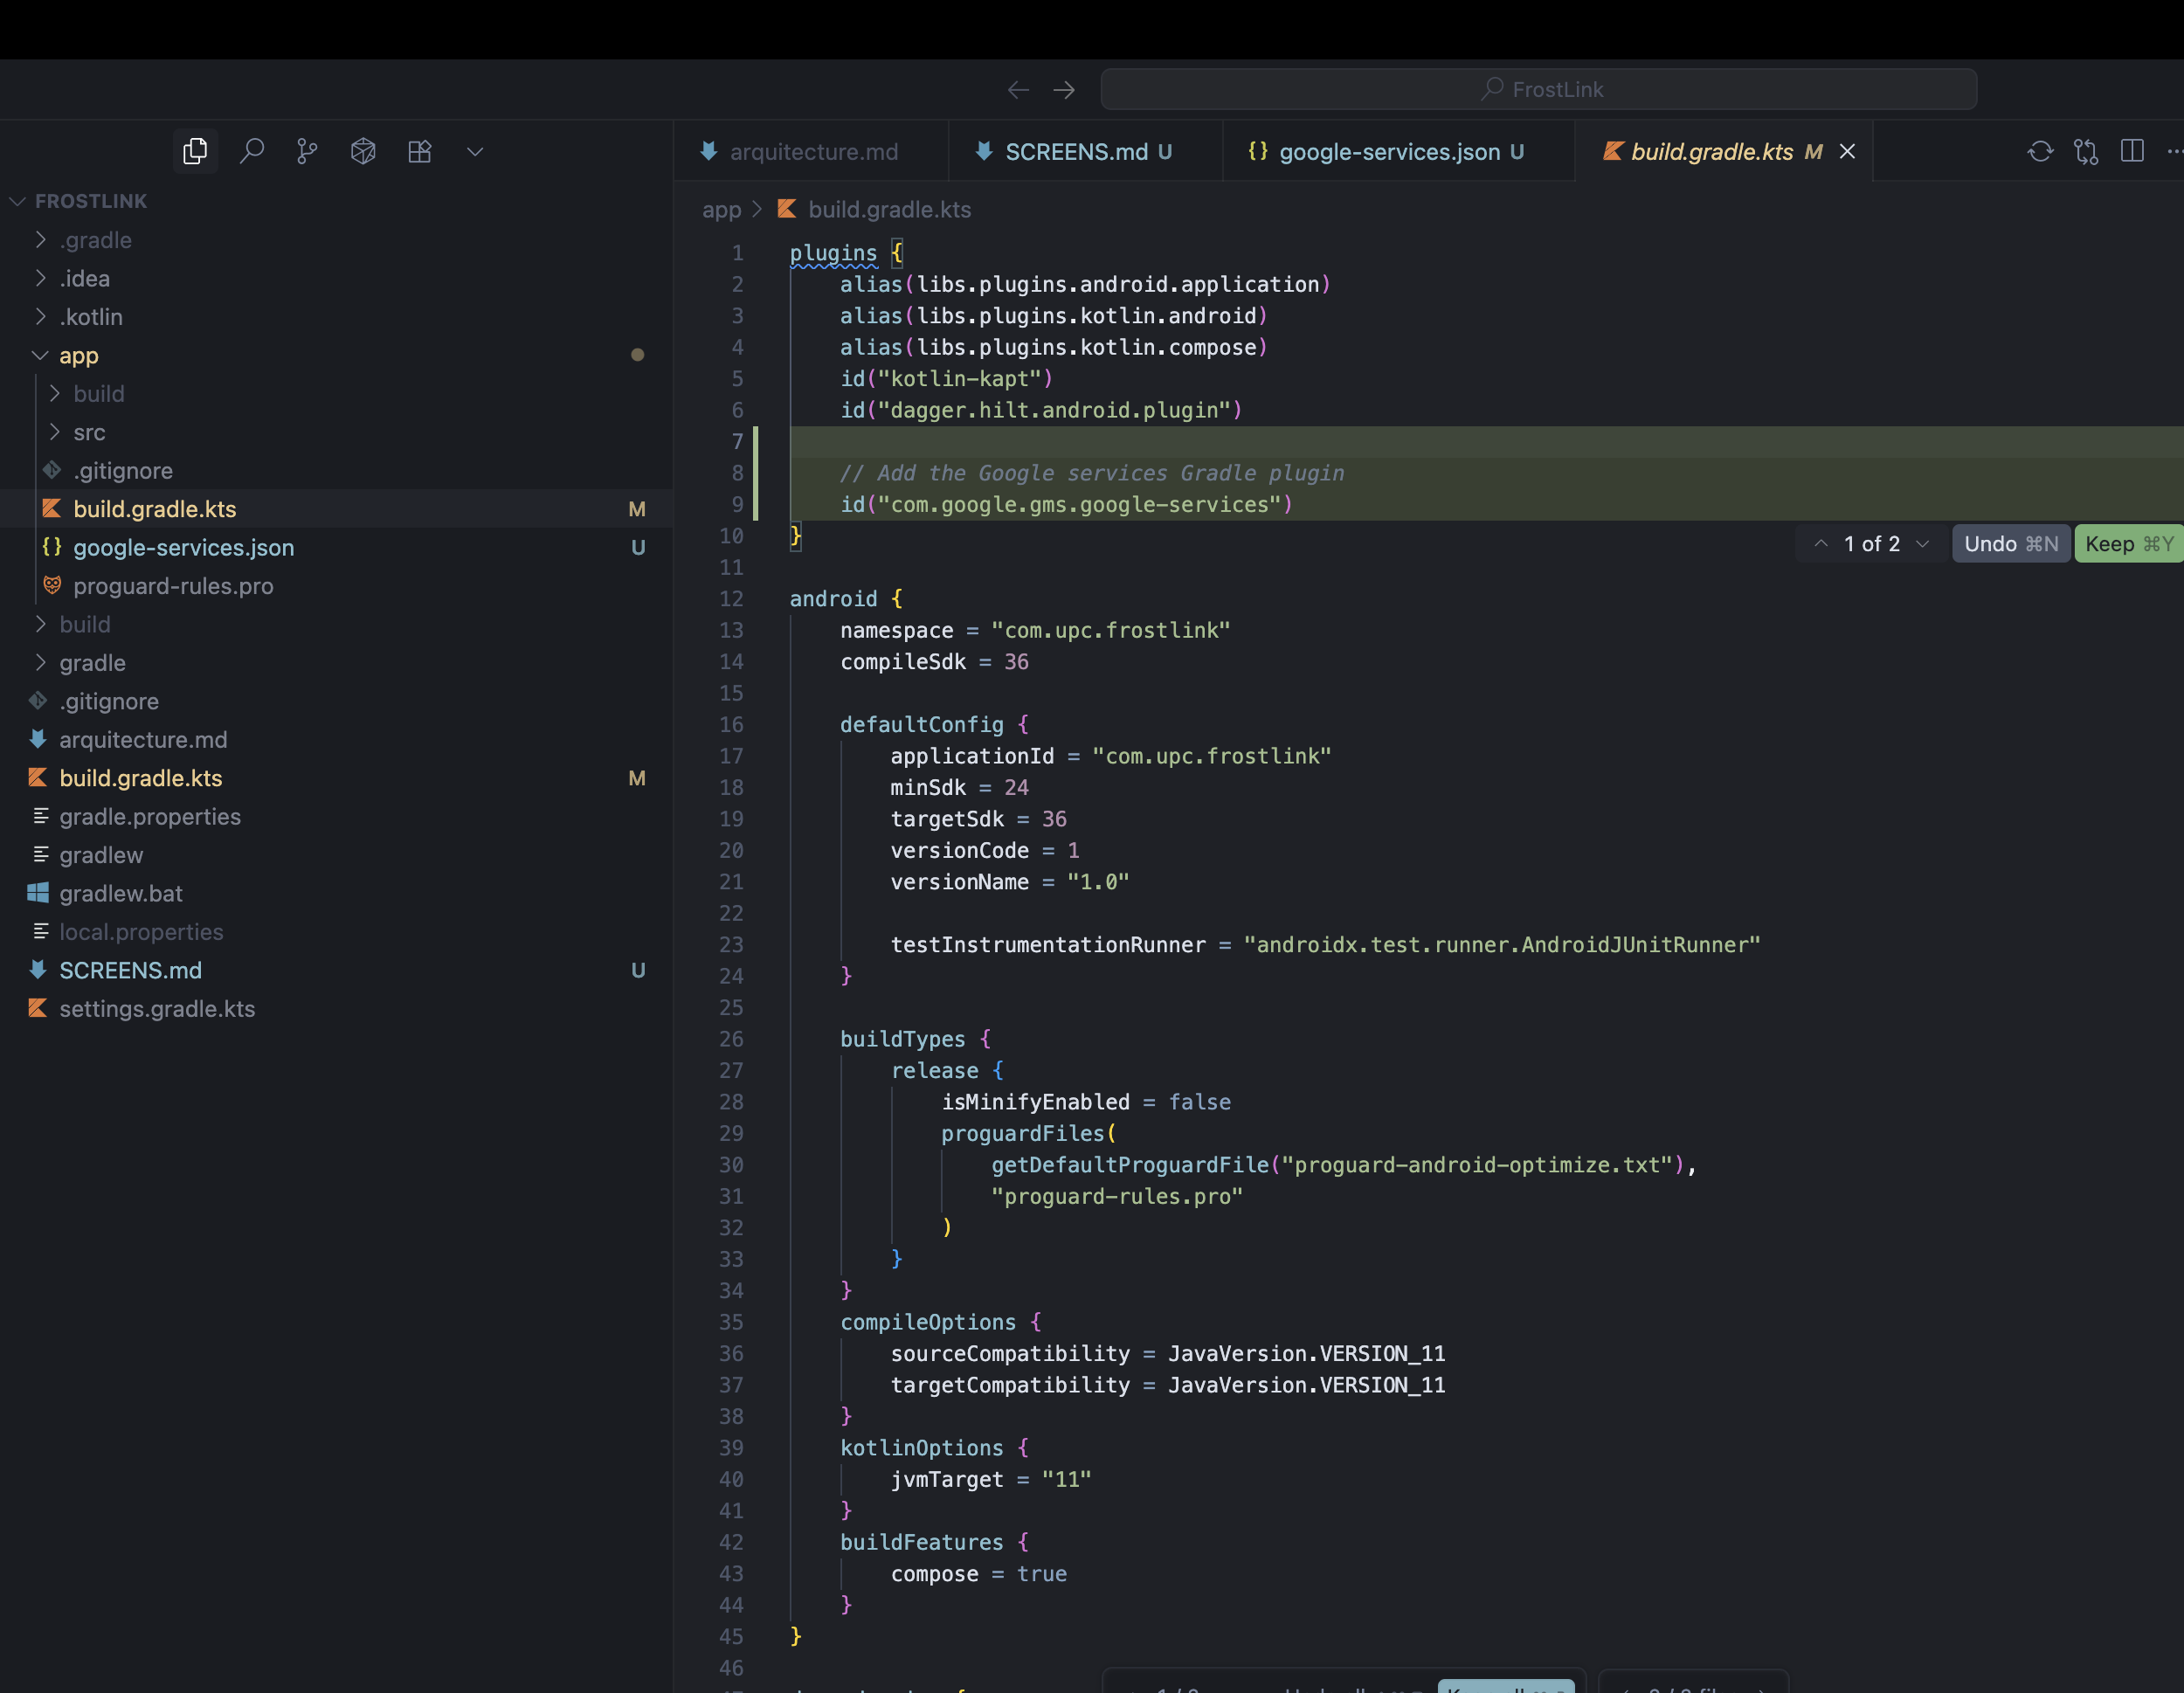 FrostLink
arquitecture.md
SCREENS.md U
google-services.json U
build.gradle.kts M
FROSTLINK
.gradle
.idea
.kotlin
app
build
src
.gitignore
build.gradle.kts M
google-services.json U
proguard-rules.pro
build
gradle
.gitignore
arquitecture.md
build.gradle.kts M
gradle.properties
gradlew
gradlew.bat
local.properties
SCREENS.md U
settings.gradle.kts
app > build.gradle.kts
1 plugins {
2 alias(libs.plugins.android.application)
3 alias(libs.plugins.kotlin.android)
4 alias(libs.plugins.kotlin.compose)
5 id("kotlin-kapt")
6 id("dagger.hilt.android.plugin")
7
8 // Add the Google services Gradle plugin
9 id("com.google.gms.google-services")
10 }
1 of 2 Undo ⌘N Keep ⌘Y
11
12 android {
13 namespace = "com.upc.frostlink"
14 compileSdk = 36
15
16 defaultConfig {
17 applicationId = "com.upc.frostlink"
18 minSdk = 24
19 targetSdk = 36
20 versionCode = 1
21 versionName = "1.0"
22
23 testInstrumentationRunner = "androidx.test.runner.AndroidJUnitRunner"
24 }
25
26 buildTypes {
27 release {
28 isMinifyEnabled = false
29 proguardFiles(
30 getDefaultProguardFile("proguard-android-optimize.txt"),
31 "proguard-rules.pro"
32 )
33 }
34 }
35 compileOptions {
36 sourceCompatibility = JavaVersion.VERSION_11
37 targetCompatibility = JavaVersion.VERSION_11
38 }
39 kotlinOptions {
40 jvmTarget = "11"
41 }
42 buildFeatures {
43 compose = true
44 }
45 }
46